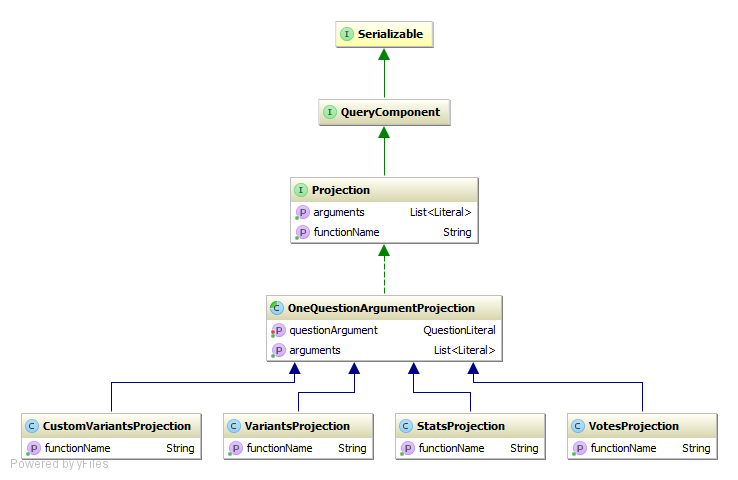 I Serializable
I QueryComponent
I Projection
P arguments List<Literal>
P functionName String
C OneQuestionArgumentProjection
P questionArgument QuestionLiteral
P arguments List<Literal>
C CustomVariantsProjection
P functionName String
C VariantsProjection
P functionName String
C StatsProjection
P functionName String
C VotesProjection
P functionName String
Powered by yFiles